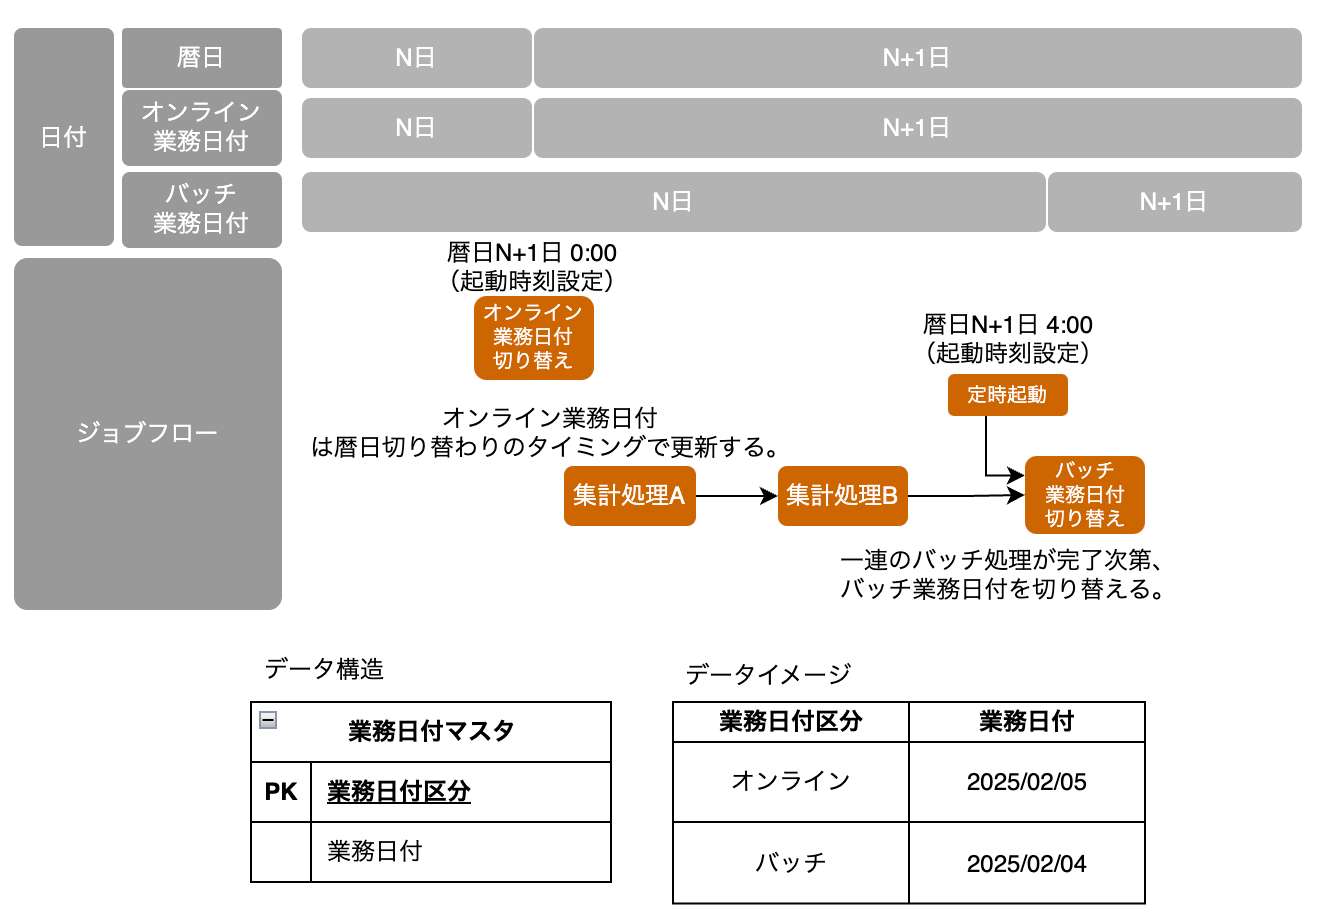 日付
暦日
N日
N+1日
オンライン
業務日付
N日
N+1日
バッチ
業務日付
N日
N+1日
ジョブフロー
暦日N+1日 0:00
（起動時刻設定）
オンライン
業務日付
切り替え
暦日N+1日 4:00
（起動時刻設定）
定時起動
オンライン業務日付
は暦日切り替わりのタイミングで更新する。
集計処理A
集計処理B
バッチ
業務日付
切り替え
一連のバッチ処理が完了次第、
バッチ業務日付を切り替える。
データ構造
業務日付マスタ
PK
業務日付区分
業務日付
データイメージ
業務日付区分
業務日付
オンライン
2025/02/05
バッチ
2025/02/04